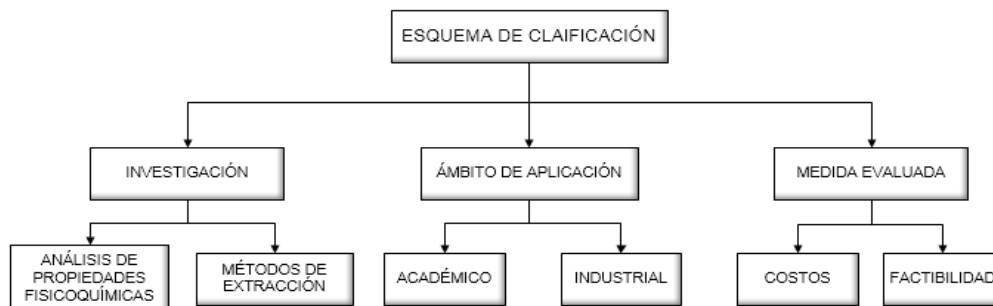 ESQUEMA DE CLAIFICACIÓN
INVESTIGACIÓN
ÁMBITO DE APLICACIÓN
MEDIDA EVALUADA
ANÁLISIS DE
PROPIEDADES
FISICOQUÍMICAS
MÉTODOS DE
EXTRACCIÓN
ACADÉMICO
INDUSTRIAL
COSTOS
FACTIBILIDAD